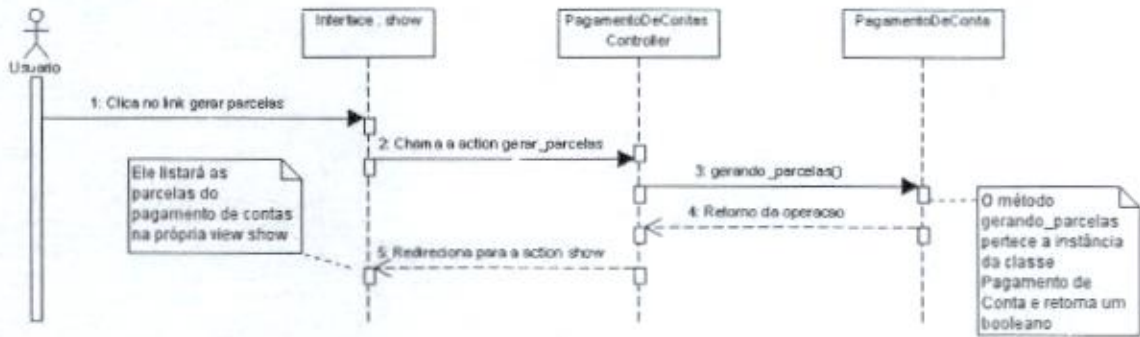 Usuario
Interface : show
PagamentoDeContas
Controller
PagamentoDeConta
1: Clica no link gerar parcelas
2: Chama a action gerar_parcelas
3: gerando_parcelas()
4: Retorno da operacao
5: Redireciona para a action show
Ele listará as
parcelas do
pagamento de contas
na própria view show
O método
gerando_parcelas
pertece a instância
da classe
Pagamento de
Conta e retorna um
booleano